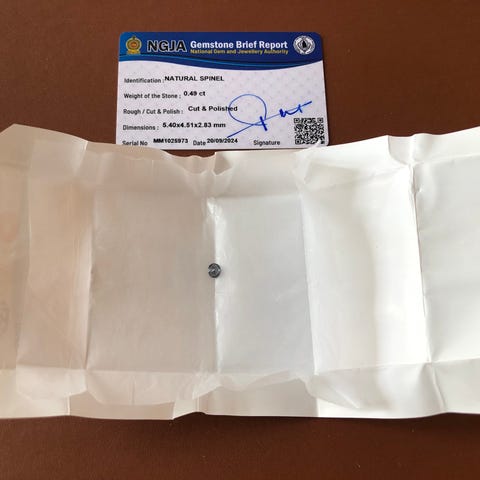 NGJA Gemstone Brief Report
National Gem and Jewellery Authority
Identification : NATURAL SPINEL
Weight of the Stone : 0.49 ct
Rough / Cut & Polish : Cut & Polished
Dimensions : 5.40x4.51x2.83 mm
Serial No MM1025973 Date 20/09/2024 Signature